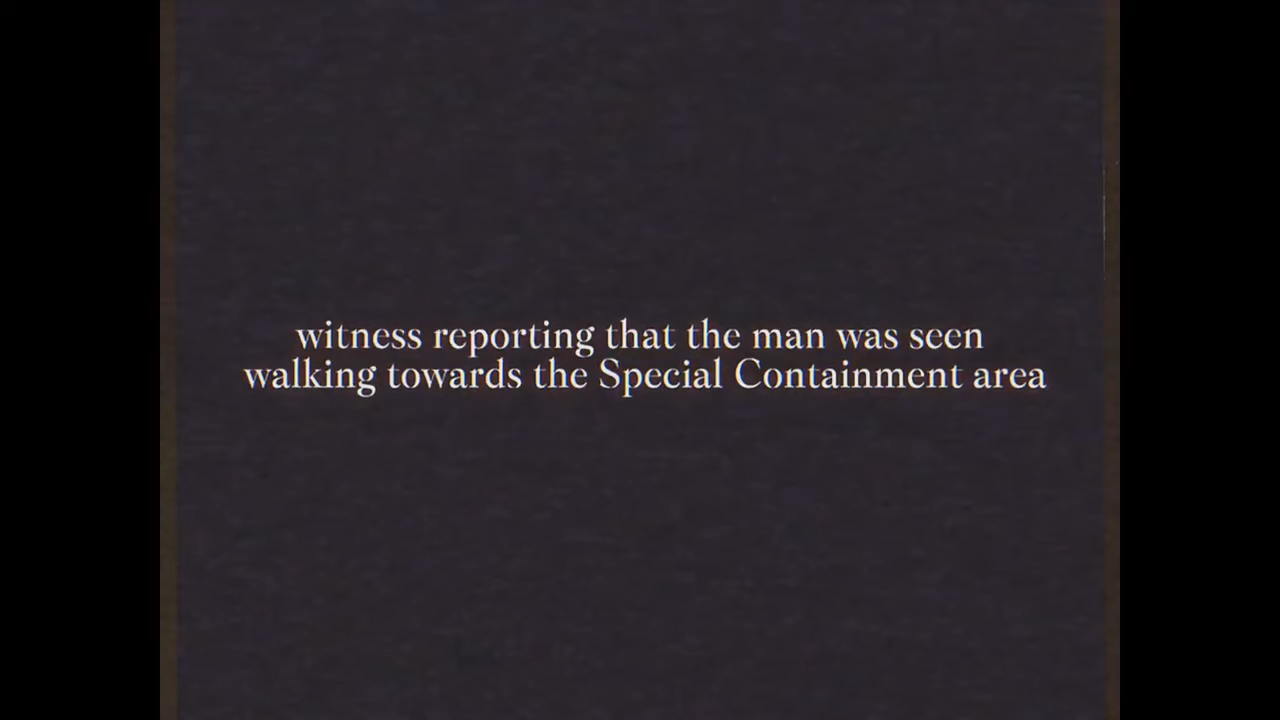 witness reporting that the man was seen
walking towards the Special Containment area